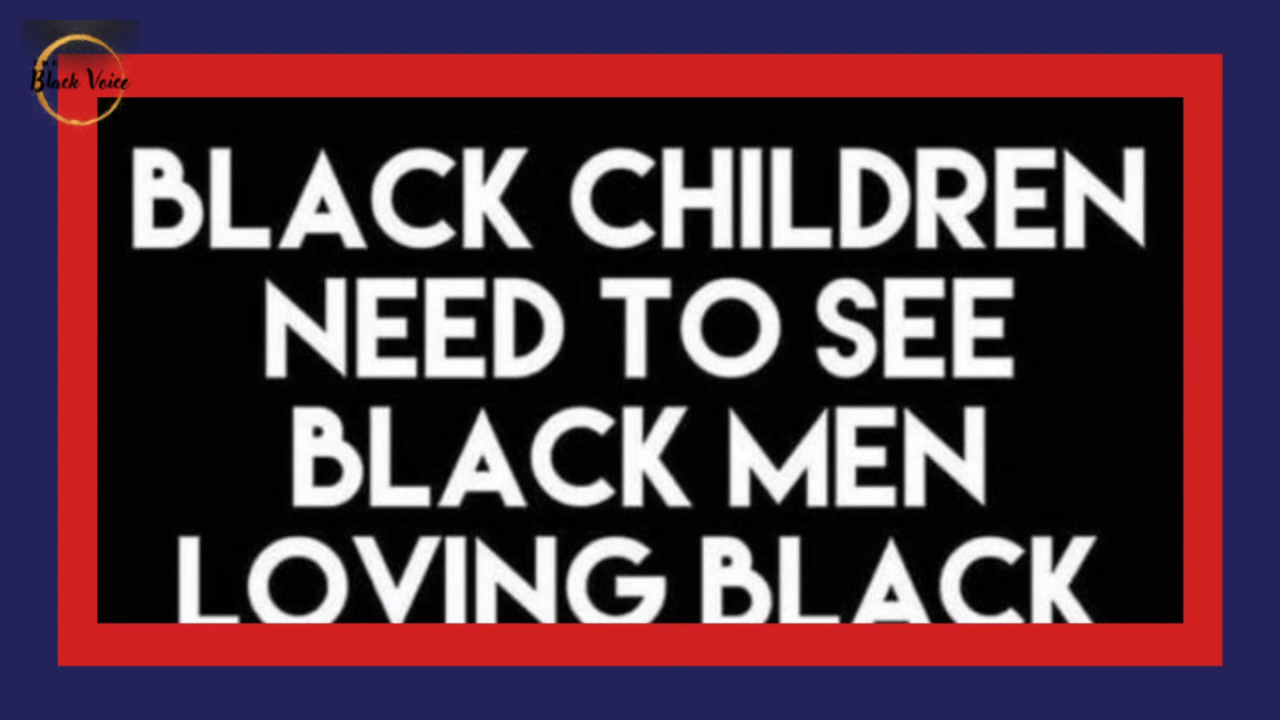 Black Voice
BLACK CHILDREN
NEED TO SEE
BLACK MEN
LOVING BLACK